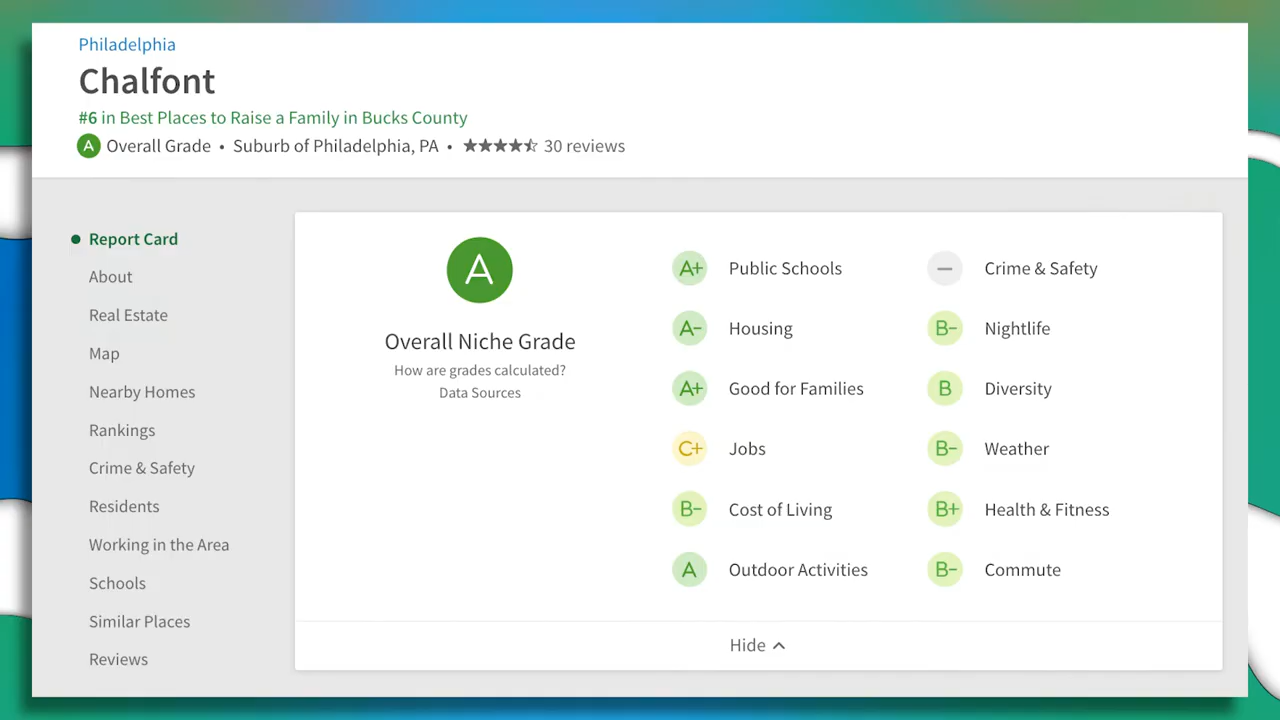 Philadelphia
Chalfont
#6 in Best Places to Raise a Family in Bucks County
A Overall Grade • Suburb of Philadelphia, PA • 30 reviews
Report Card
About
Real Estate
Map
Nearby Homes
Rankings
Crime & Safety
Residents
Working in the Area
Schools
Similar Places
Reviews
A
Overall Niche Grade
How are grades calculated?
Data Sources
A+ Public Schools
A- Housing
A+ Good for Families
C+ Jobs
B- Cost of Living
A Outdoor Activities
— Crime & Safety
B- Nightlife
B Diversity
B- Weather
B+ Health & Fitness
B- Commute
Hide